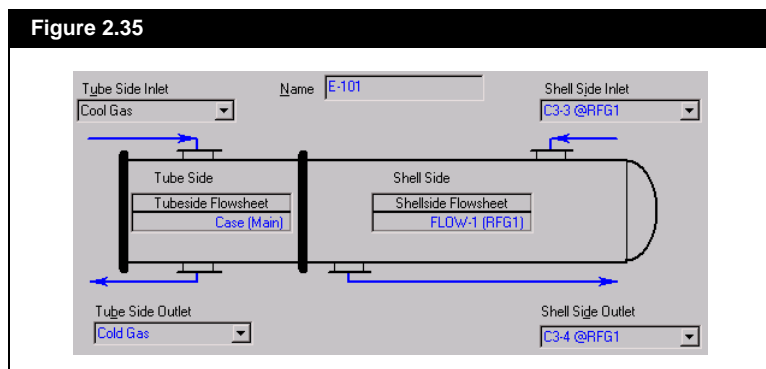 Figure 2.35
Tube Side Inlet
Cool Gas
Name E-101
Shell Side Inlet
C3-3 @RFG1
Tube Side
Tubeside Flowsheet
Case (Main)
Shell Side
Shellside Flowsheet
FLOW-1 (RFG1)
Tube Side Outlet
Cold Gas
Shell Side Outlet
C3-4 @RFG1